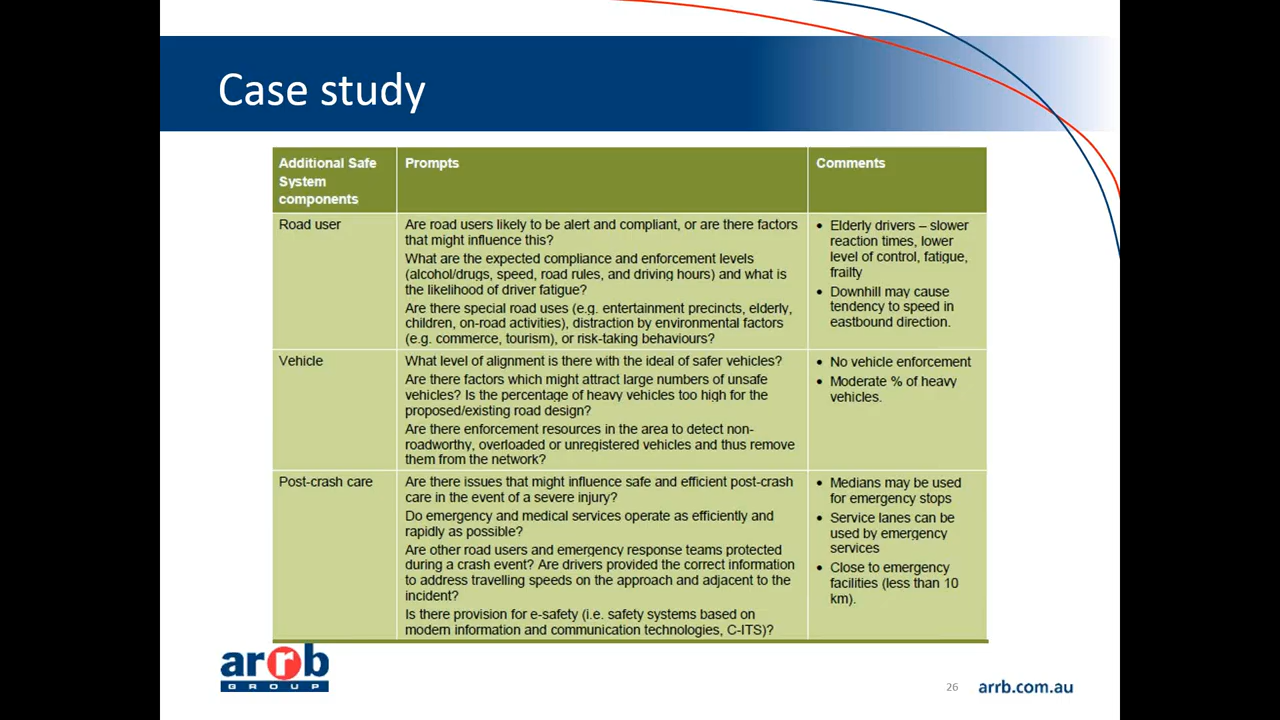 Case study
Additional Safe
System
components
Prompts
Comments
Road user
Are road users likely to be alert and compliant, or are there factors
that might influence this?
What are the expected compliance and enforcement levels
(alcohol/drugs, speed, road rules, and driving hours) and what is
the likelihood of driver fatigue?
Are there special road uses (e.g. entertainment precincts, elderly,
children, on-road activities), distraction by environmental factors
(e.g. commerce, tourism), or risk-taking behaviours?
• Elderly drivers – slower
reaction times, lower
level of control, fatigue,
frailty
• Downhill may cause
tendency to speed in
eastbound direction.
Vehicle
What level of alignment is there with the ideal of safer vehicles?
Are there factors which might attract large numbers of unsafe
vehicles? Is the percentage of heavy vehicles too high for the
proposed/existing road design?
Are there enforcement resources in the area to detect non-
roadworthy, overloaded or unregistered vehicles and thus remove
them from the network?
• No vehicle enforcement
• Moderate % of heavy
vehicles.
Post-crash care
Are there issues that might influence safe and efficient post-crash
care in the event of a severe injury?
Do emergency and medical services operate as efficiently and
rapidly as possible?
Are other road users and emergency response teams protected
during a crash event? Are drivers provided the correct information
to address travelling speeds on the approach and adjacent to the
incident?
Is there provision for e-safety (i.e. safety systems based on
modern information and communication technologies, C-ITS)?
• Medians may be used
for emergency stops
• Service lanes can be
used by emergency
services
• Close to emergency
facilities (less than 10
km).
arrb
GROUP
26
arrb.com.au